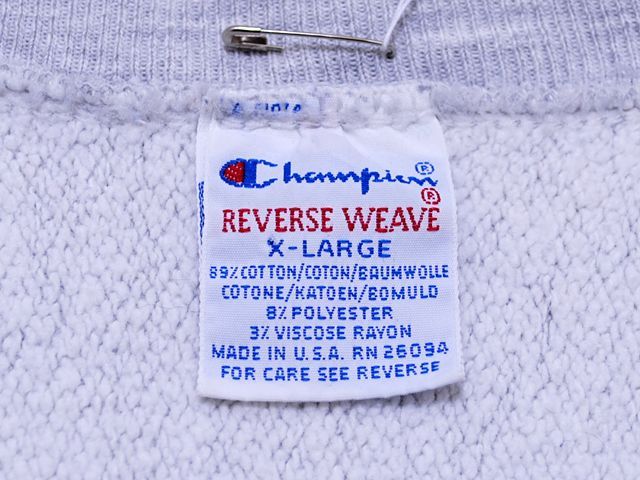 Champion
REVERSE WEAVE
X-LARGE
89% COTTON/COTON/BAUMWOLLE
COTONE/KATOEN/BOMULD
8% POLYESTER
3% VISCOSE RAYON
MADE IN U.S.A. RN 26094
FOR CARE SEE REVERSE